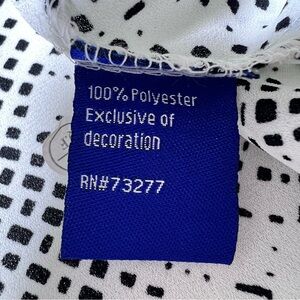 100% Polyester
Exclusive of
decoration
RN#73277